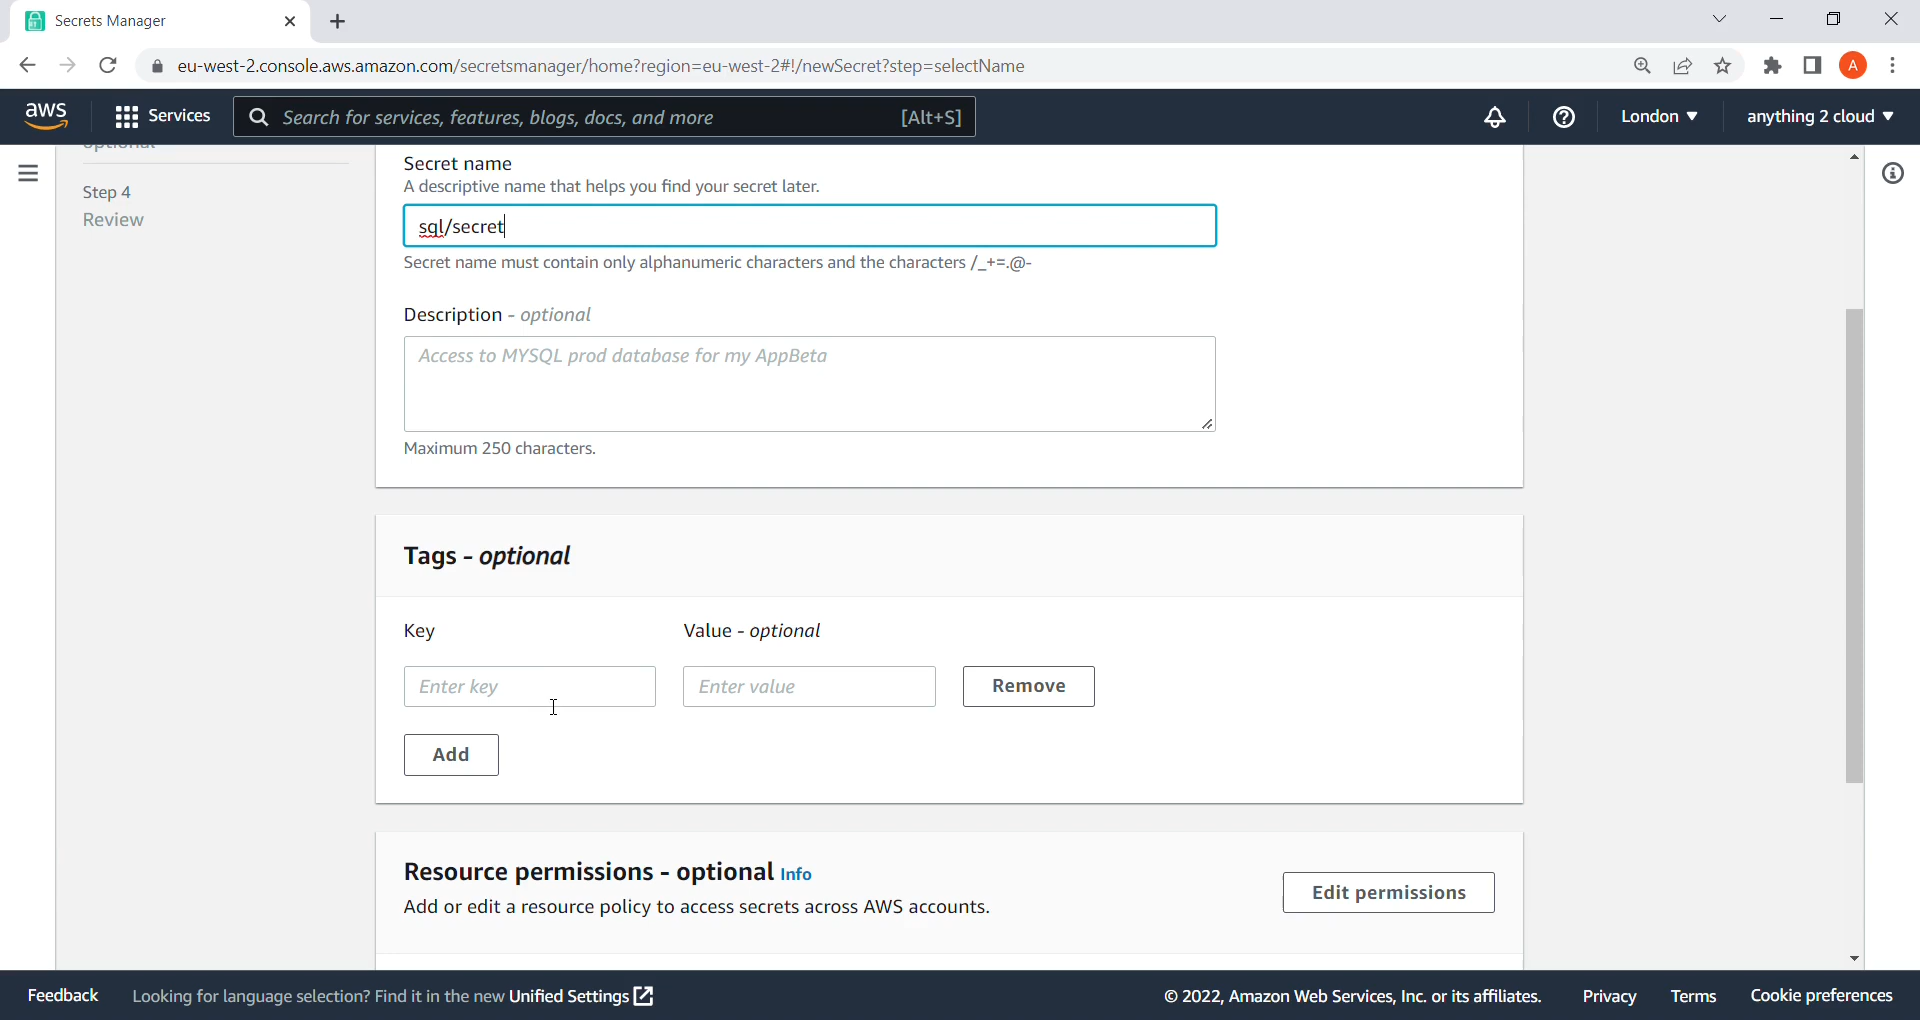 Secrets Manager
eu-west-2.console.aws.amazon.com/secretsmanager/home?region=eu-west-2#!/newSecret?step=selectName
A
aws
Services
Search for services, features, blogs, docs, and more [Alt+S]
London
anything 2 cloud
optional
Step 4
Review
Secret name
A descriptive name that helps you find your secret later.
sql/secret
Secret name must contain only alphanumeric characters and the characters /_+=.@-
Description - optional
Access to MYSQL prod database for my AppBeta
Maximum 250 characters.
Tags - optional
Key Value - optional
Enter key Enter value Remove
Add
Resource permissions - optional Info
Add or edit a resource policy to access secrets across AWS accounts.
Edit permissions
Feedback Looking for language selection? Find it in the new Unified Settings © 2022, Amazon Web Services, Inc. or its affiliates. Privacy Terms Cookie preferences